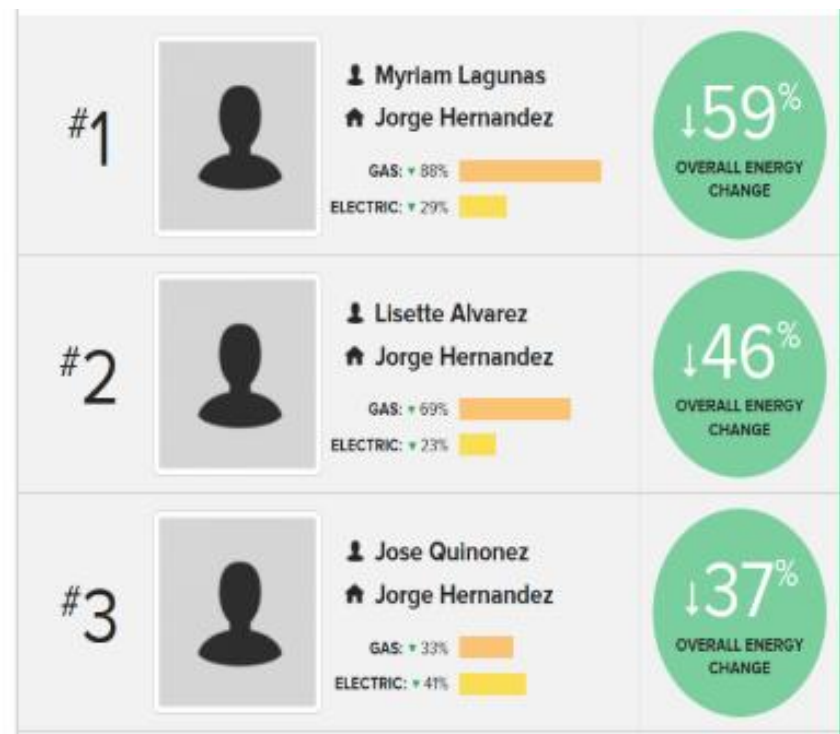 #1
Myriam Lagunas
Jorge Hernandez
GAS: ▼ 88%
ELECTRIC: ▼ 29%
↓59%
OVERALL ENERGY
CHANGE
#2
Lisette Alvarez
Jorge Hernandez
GAS: ▼ 69%
ELECTRIC: ▼ 23%
↓46%
OVERALL ENERGY
CHANGE
#3
Jose Quinonez
Jorge Hernandez
GAS: ▼ 33%
ELECTRIC: ▼ 41%
↓37%
OVERALL ENERGY
CHANGE